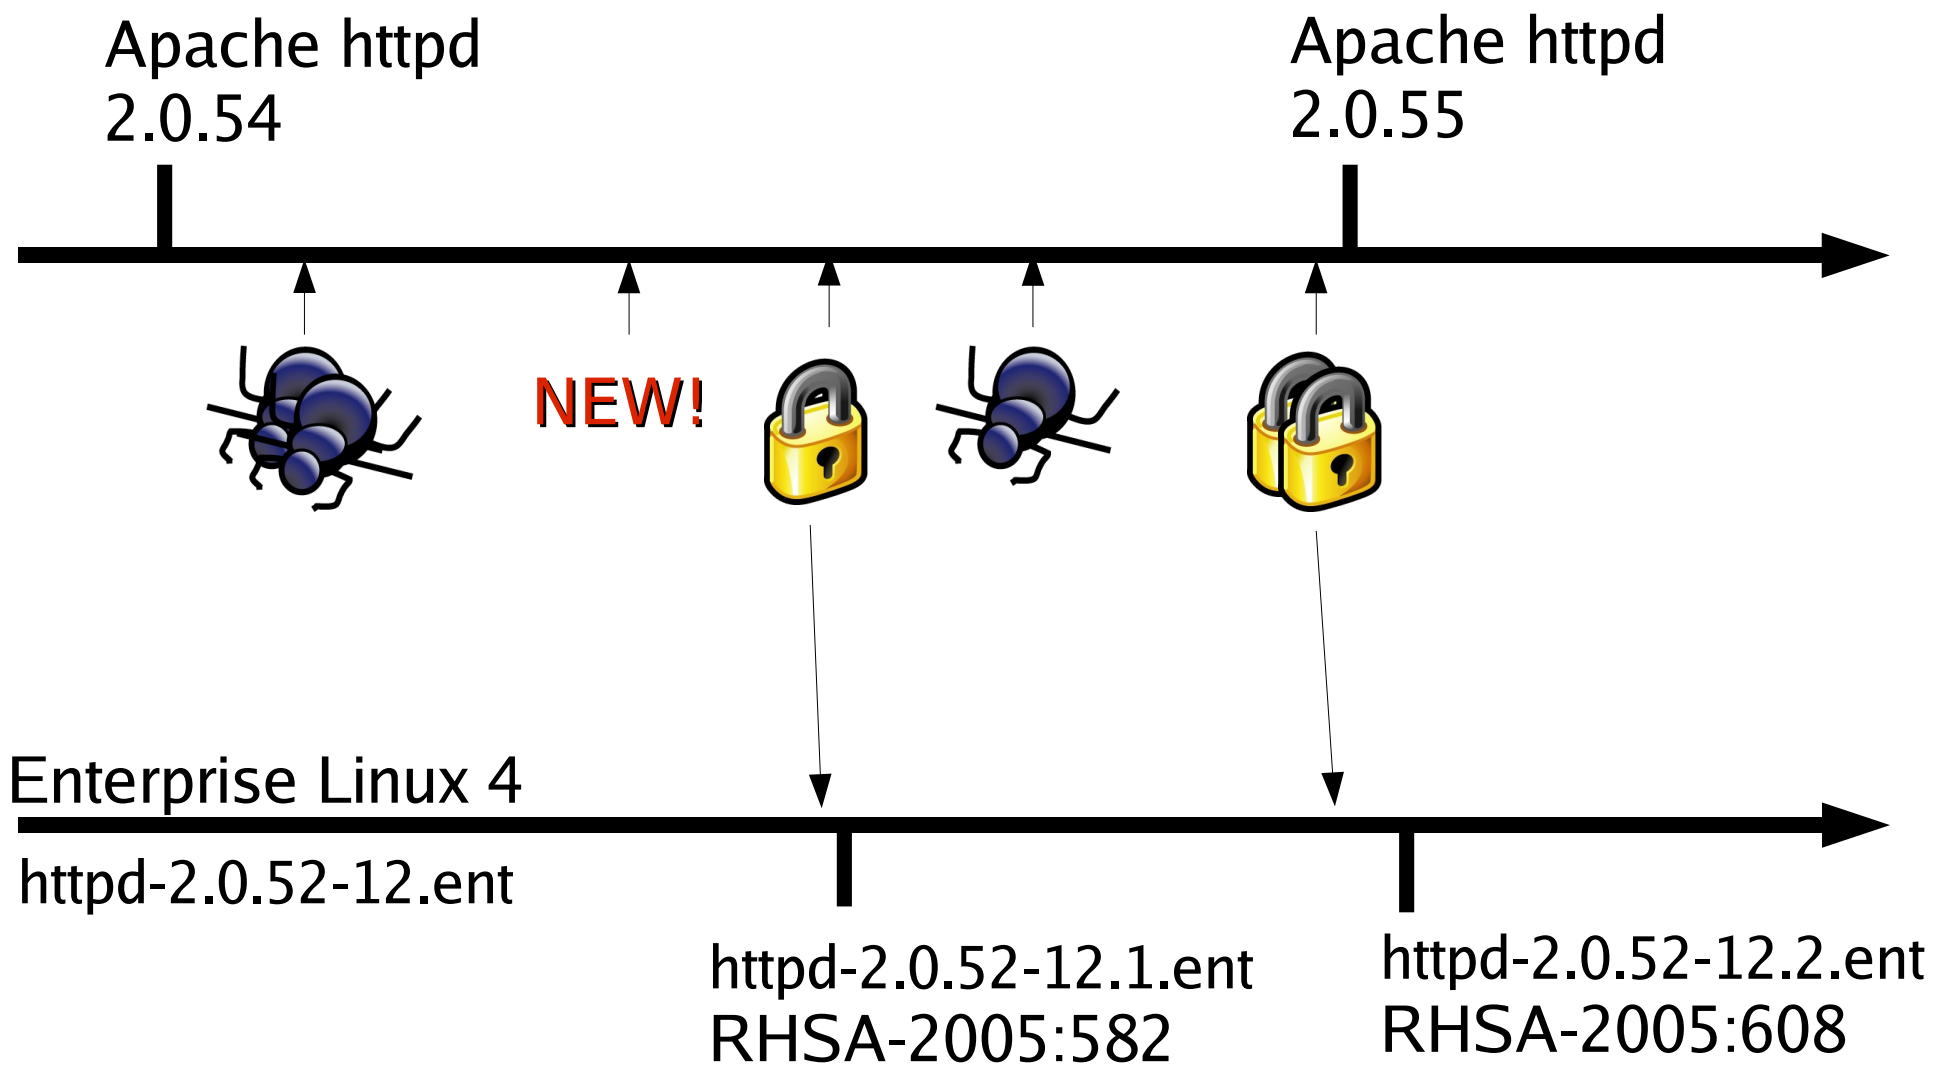 Apache httpd
2.0.54
Apache httpd
2.0.55
NEW!
Enterprise Linux 4
httpd-2.0.52-12.ent
httpd-2.0.52-12.1.ent
RHSA-2005:582
httpd-2.0.52-12.2.ent
RHSA-2005:608